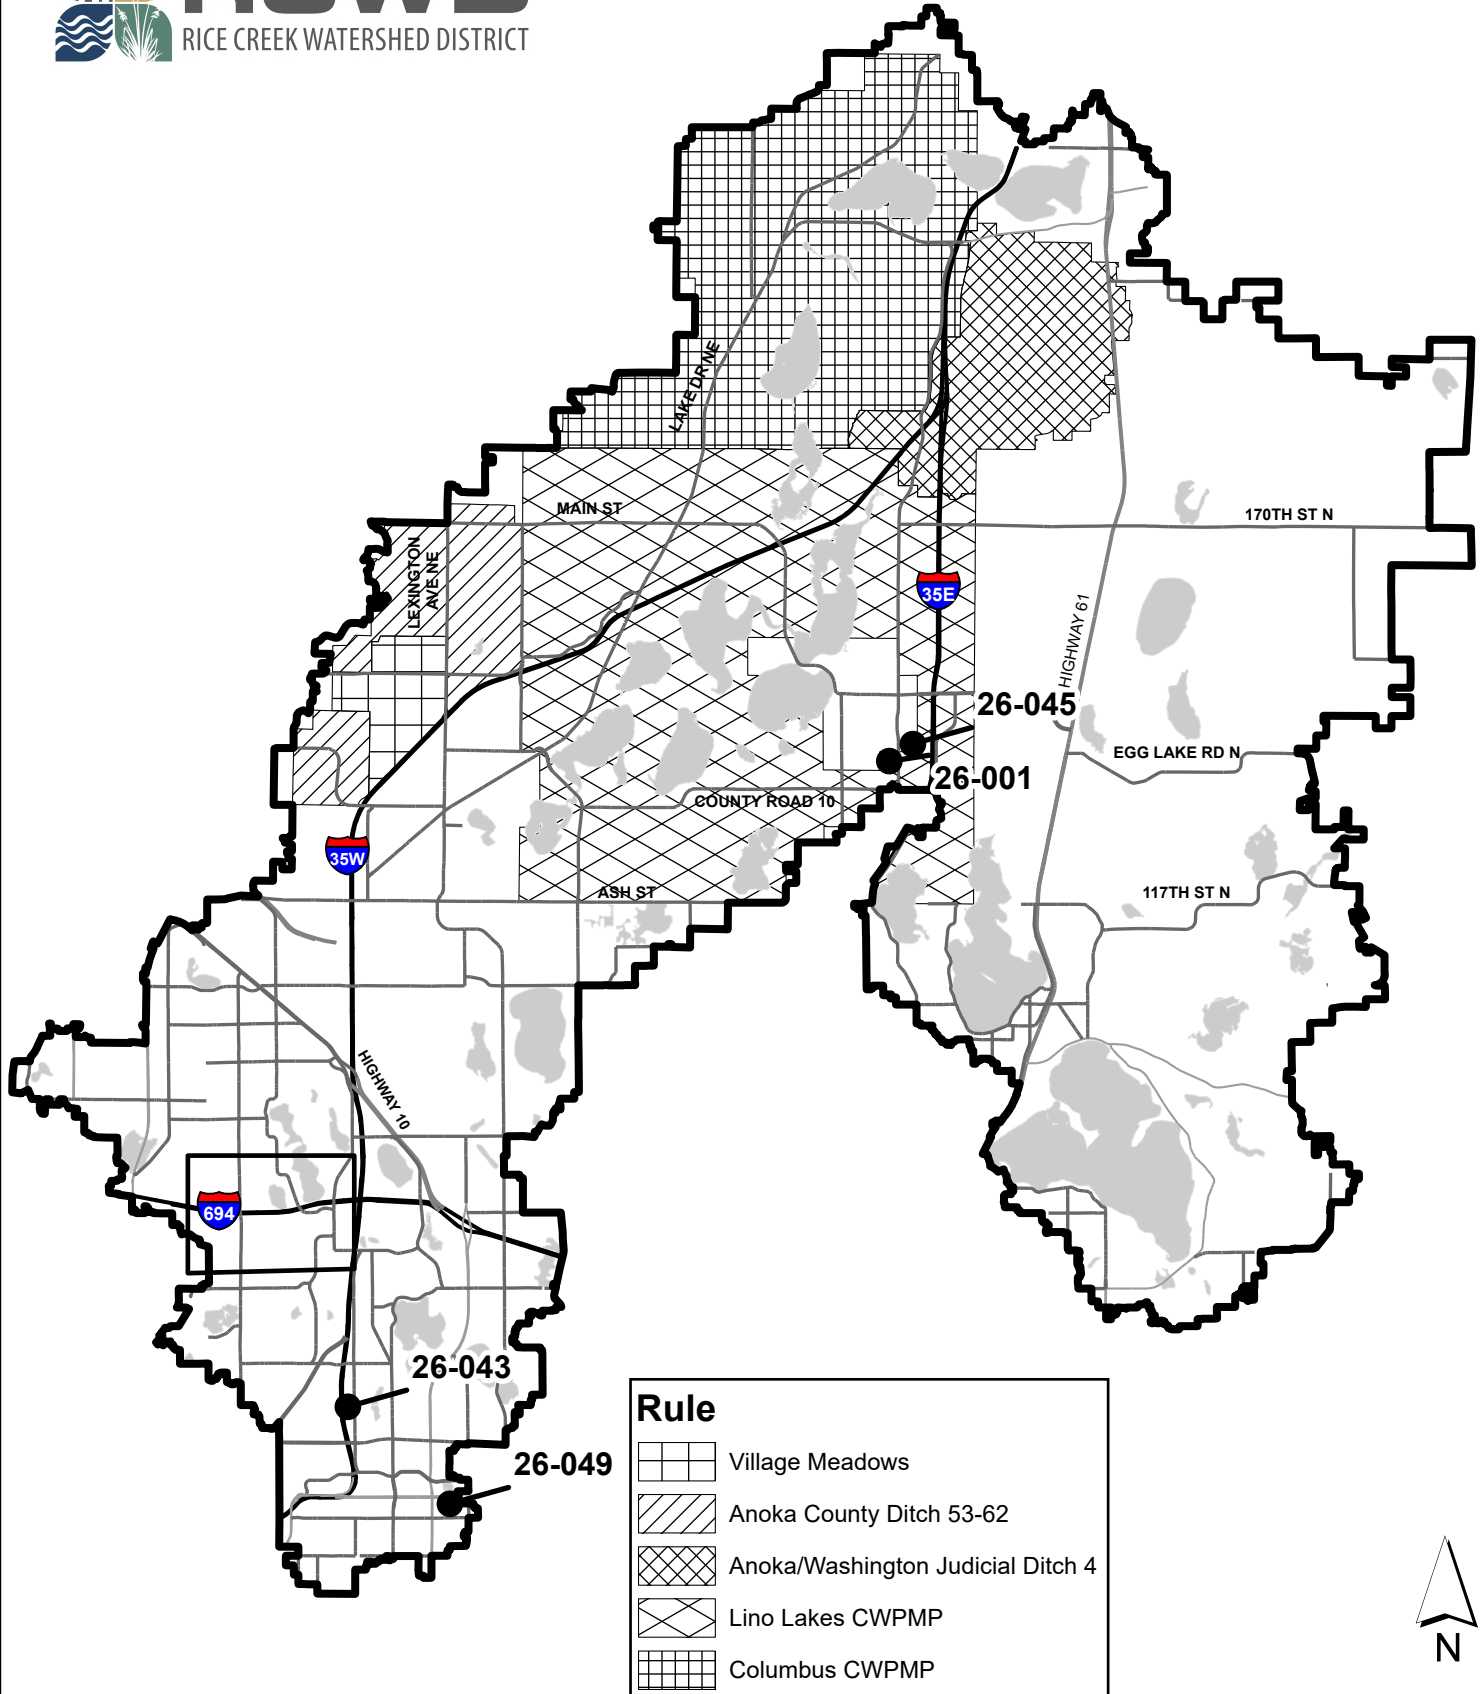 RICE CREEK WATERSHED DISTRICT
LAKE DR NE
MAIN ST
170TH ST N
LEXINGTON
AVE NE
35E
HIGHWAY 61
26-045
EGG LAKE RD N
26-001
COUNTY ROAD 10
35W
ASH ST
117TH ST N
HIGHWAY 10
694
26-043
26-049
Rule
Village Meadows
Anoka County Ditch 53-62
Anoka/Washington Judicial Ditch 4
Lino Lakes CWPMP
Columbus CWPMP
N